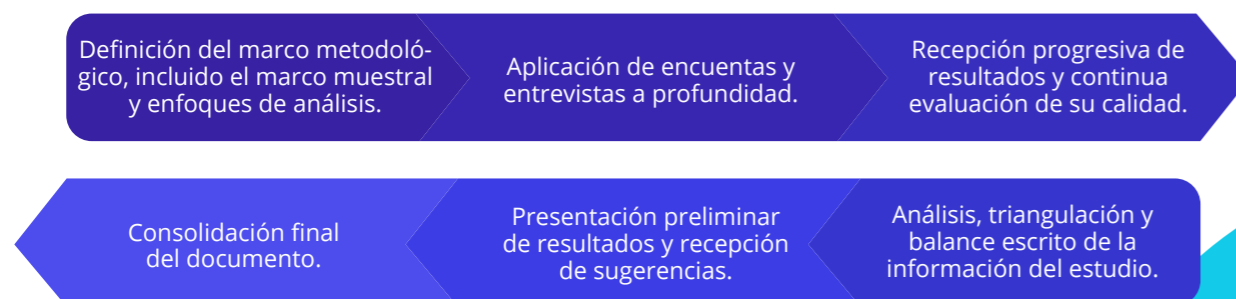 Definición del marco metodoló-
gico, incluido el marco muestral
y enfoques de análisis.
Aplicación de encuentas y
entrevistas a profundidad.
Recepción progresiva de
resultados y continua
evaluación de su calidad.
Análisis, triangulación y
balance escrito de la
información del estudio.
Presentación preliminar
de resultados y recepción
de sugerencias.
Consolidación final
del documento.